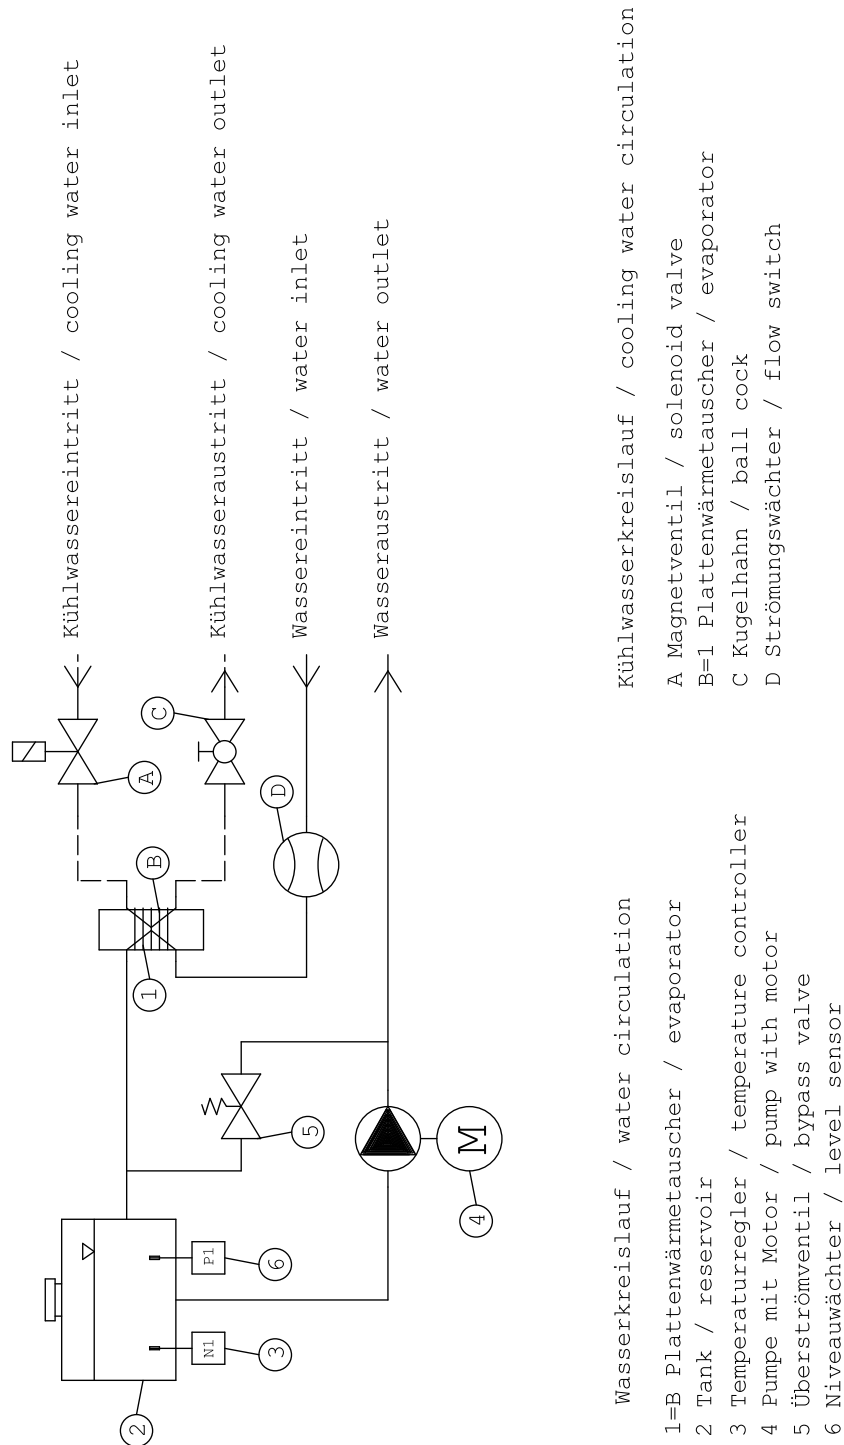 Kühlwassereintritt / cooling water inlet
Kühlwasseraustritt / cooling water outlet
Wassereintritt / water inlet
Wasseraustritt / water outlet
A
C
B
D
1
5
M
4
P1
6
N1
3
2
Wasserkreislauf / water circulation
1=B Plattenwärmetauscher / evaporator
2 Tank / reservoir
3 Temperaturregler / temperature controller
4 Pumpe mit Motor / pump with motor
5 Überströmventil / bypass valve
6 Niveauwächter / level sensor
Kühlwasserkreislauf / cooling water circulation
A Magnetventil / solenoid valve
B=1 Plattenwärmetauscher / evaporator
C Kugelhahn / ball cock
D Strömungswächter / flow switch